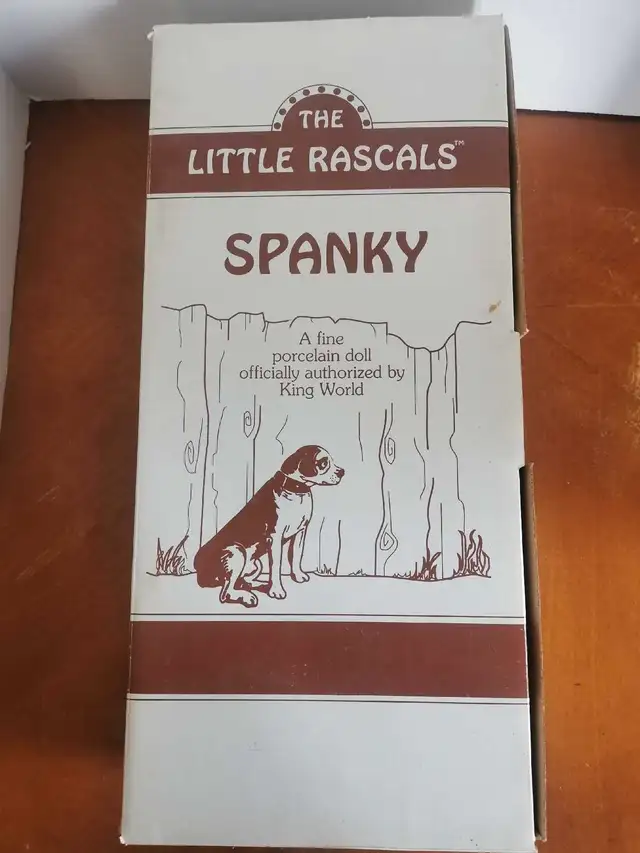 THE
LITTLE RASCALS™
SPANKY
A fine
porcelain doll
officially authorized by
King World